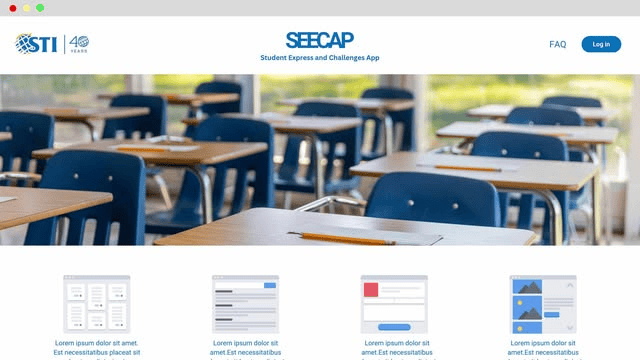 STI
40
YEARS
SEECAP
Student Express and Challenges App
FAQ
Log in
Lorem ipsum dolor sit amet.
Est necessitatibus placeat sit
Lorem ipsum dolor sit
amet.Est necessitatibus
Lorem ipsum dolor sit
amet.Est necessitatibus
Lorem ipsum dolor sit
amet.Est necessitatibus